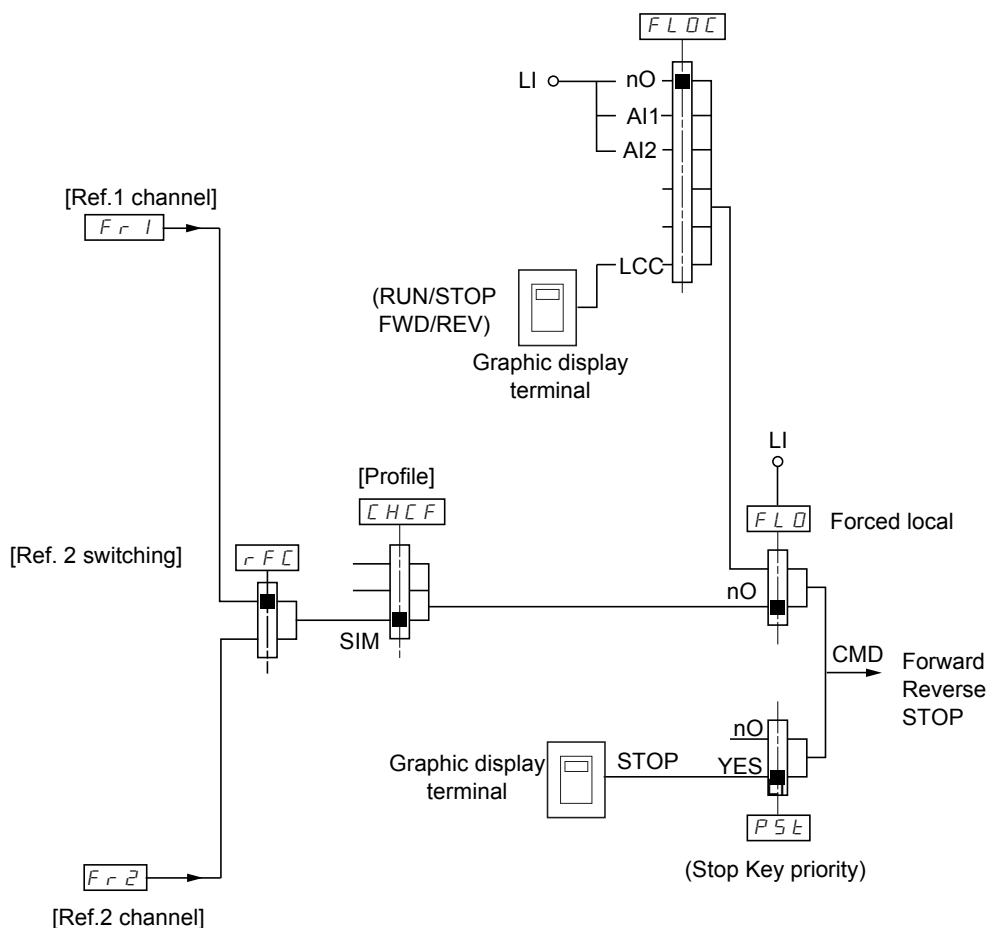 FLOC
LI
nO
AI1
AI2
[Ref.1 channel]
Fr1
LCC
(RUN/STOP
FWD/REV)
Graphic display
terminal
LI
[Profile]
CHCF
FLO
Forced local
[Ref. 2 switching]
rFC
nO
SIM
CMD
Forward
Reverse
STOP
nO
Graphic display
terminal
STOP
YES
PSt
(Stop Key priority)
Fr2
[Ref.2 channel]